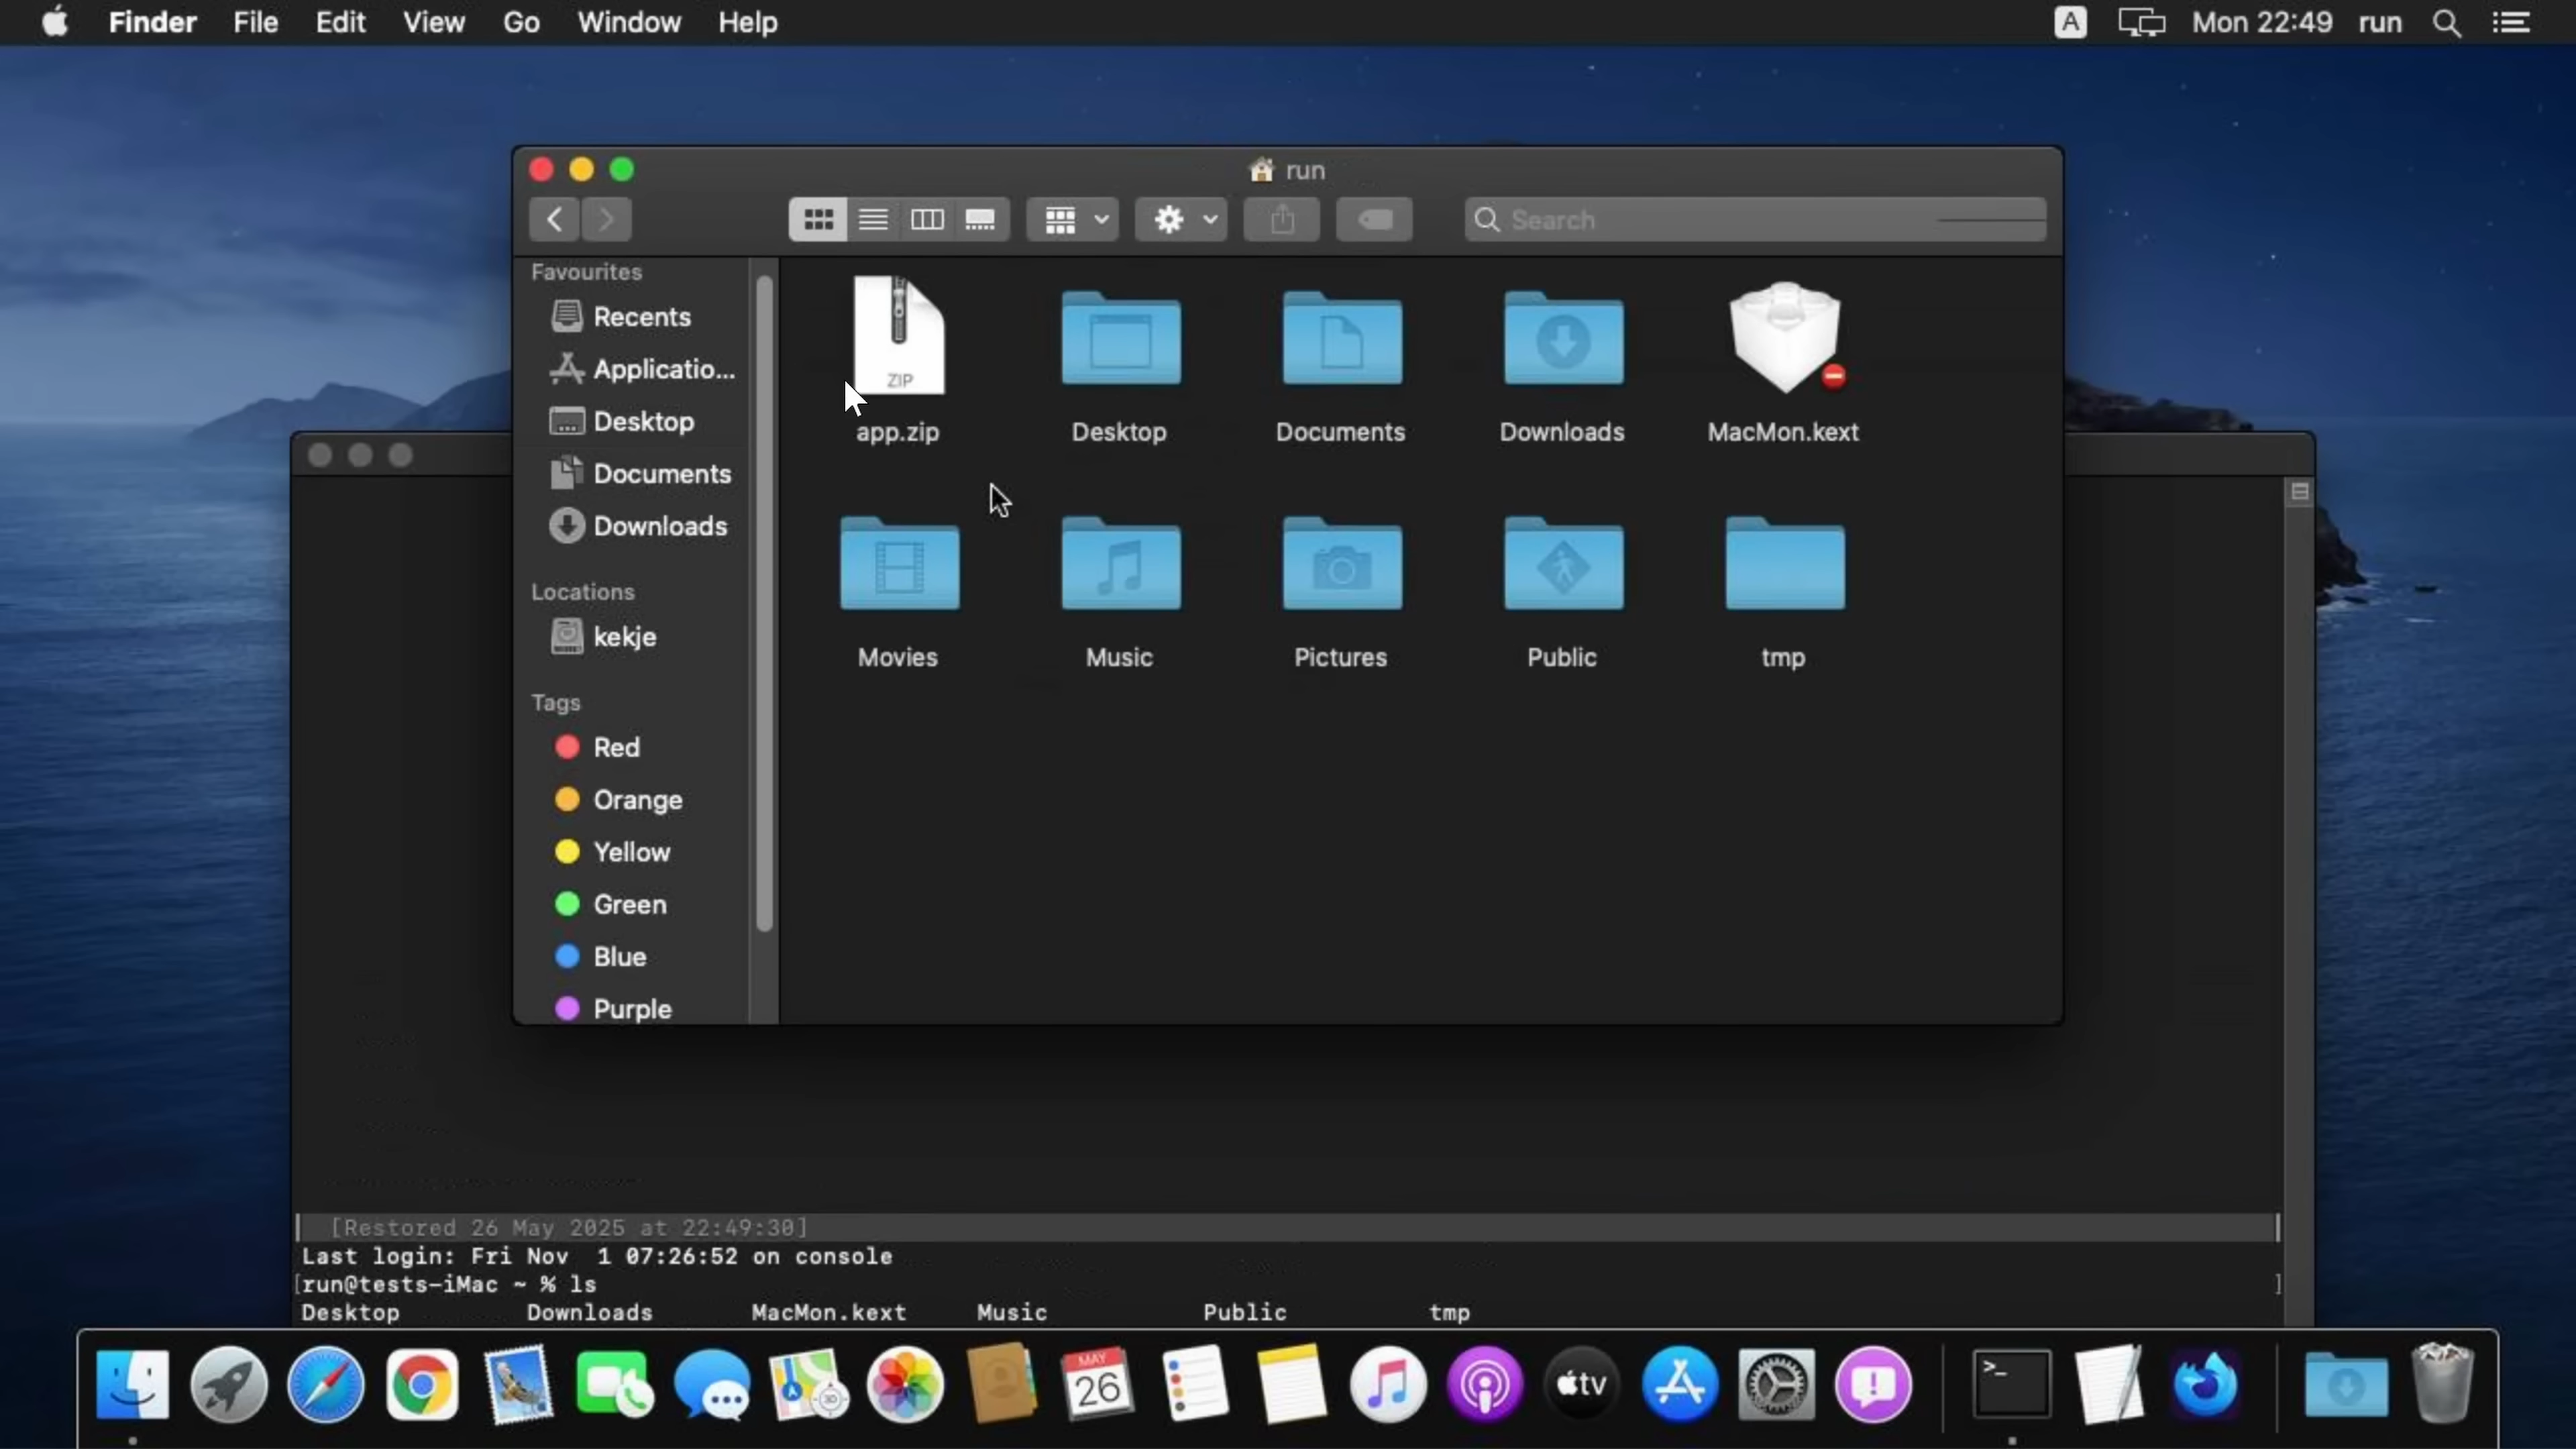 Finder File Edit View Go Window Help A Mon 22:49 run
run
Search
Favourites
Recents
Applicatio...
Desktop
Documents
Downloads
Locations
kekje
Tags
Red
Orange
Yellow
Green
Blue
Purple
ZIP
app.zip Desktop Documents Downloads MacMon.kext
Movies Music Pictures Public tmp
[Restored 26 May 2025 at 22:49:30]
Last login: Fri Nov  1 07:26:52 on console
[run@tests-iMac ~ % ls ]
Desktop Downloads MacMon.kext Music Public tmp
MAY
26
tv
>_